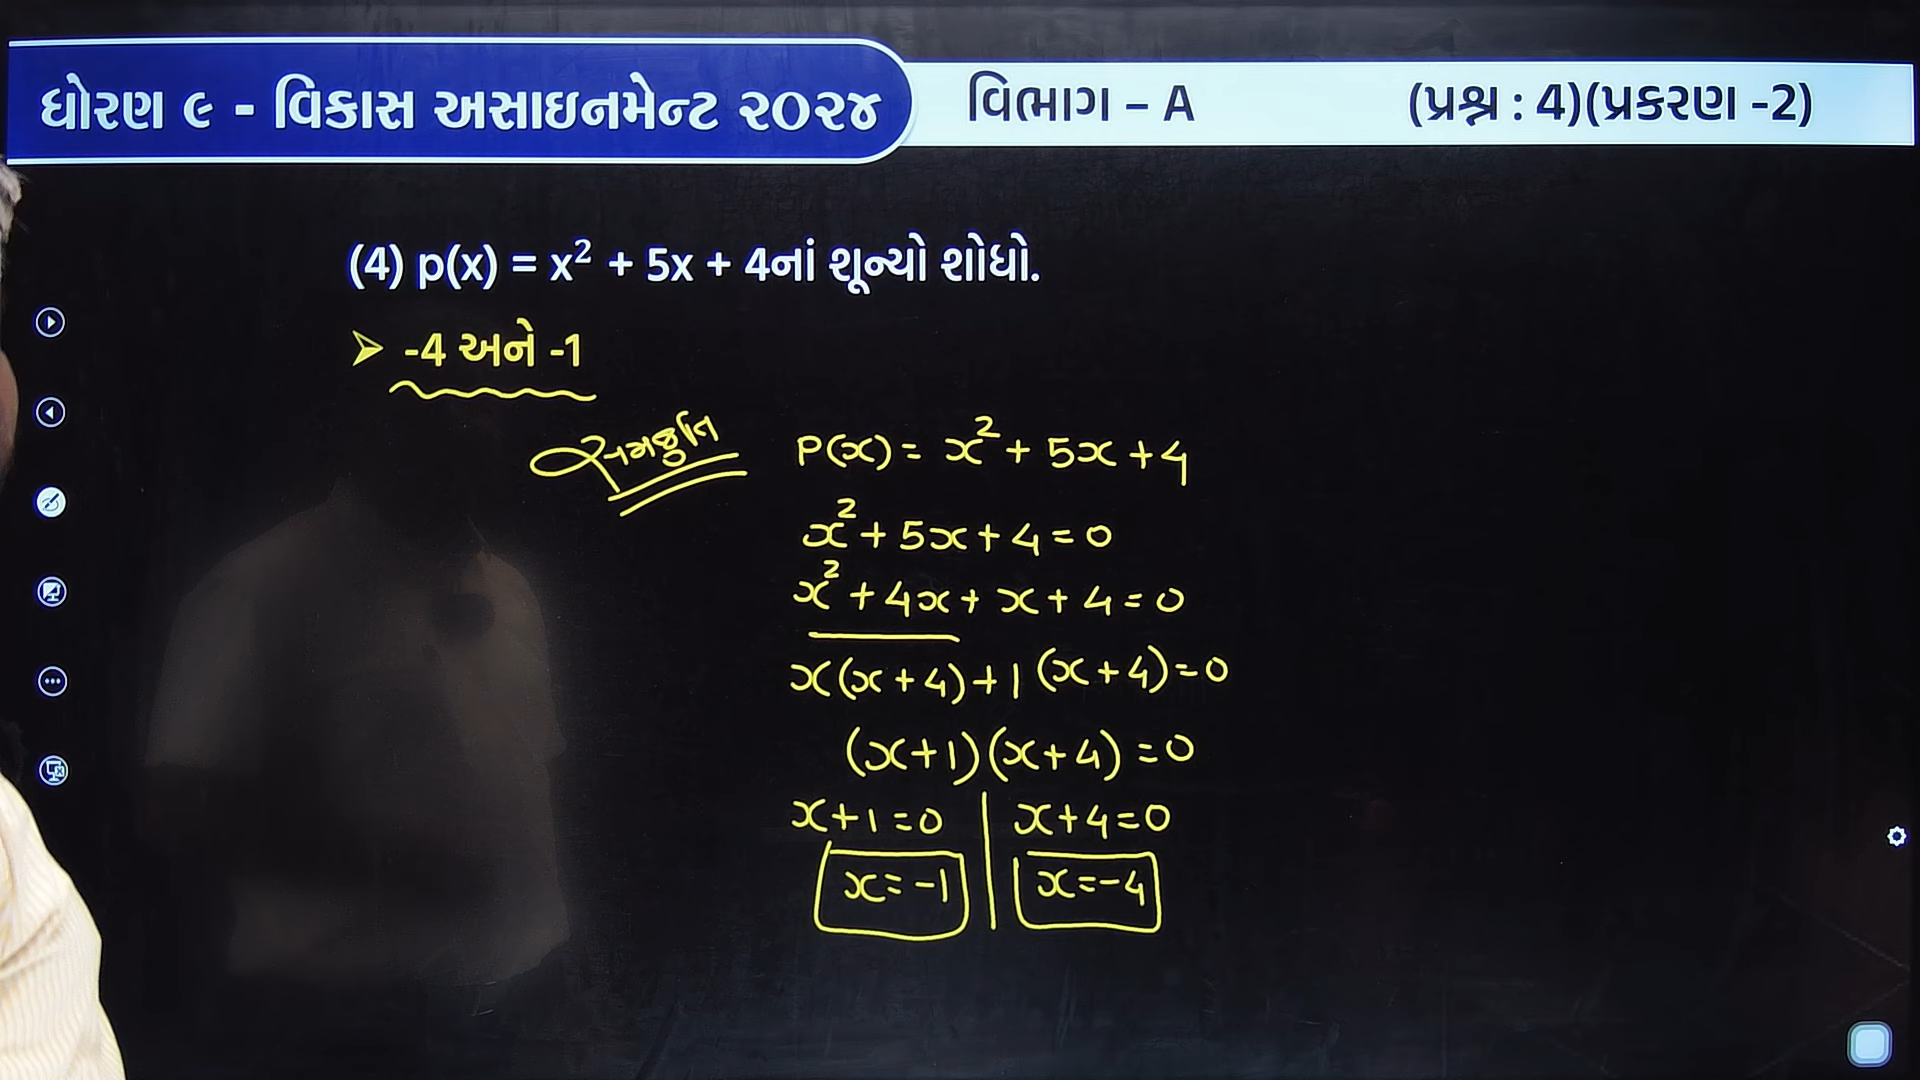 ધોરણ ૯ - વિકાસ અસાઇનમેન્ટ ૨૦૨૪ વિભાગ – A (પ્રશ્ન : 4)(પ્રકરણ -2)
(4) p(x) = x² + 5x + 4નાં શૂન્યો શોધો.
➢ -4 અને -1
સમજુતિ
P(x) = x² + 5x + 4
x² + 5x + 4 = 0
x² + 4x + x + 4 = 0
x(x + 4) + 1(x + 4) = 0
(x + 1)(x + 4) = 0
x + 1 = 0 | x + 4 = 0
x = -1 | x = -4